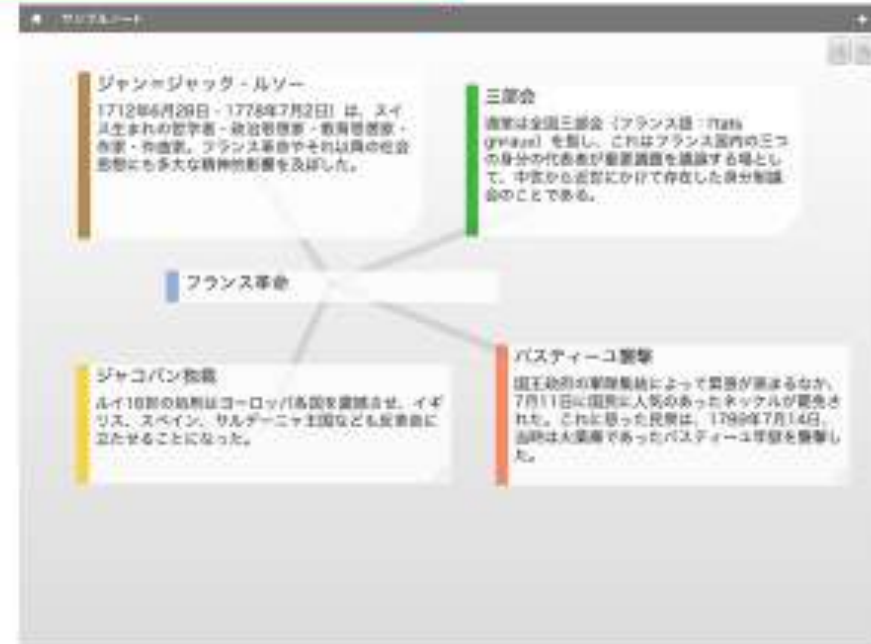 サンプルノート
ジャン=ジャック・ルソー
1712年6月28日 - 1778年7月2日）は、スイ
ス生まれの哲学者・政治思想家・教育思想家・
作家・作曲家。フランス革命やそれ以降の社会
思想にも多大な精神的影響を及ぼした。
三部会
通常は全国三部会（フランス語：
を指し、これはフランス国内の三つ
の身分の代表者が重要議題を議論する場とし
て、中世から近世にかけて存在した身分制議
会のことである。
フランス革命
ジャコバン独裁
ルイ16世の処刑はヨーロッパ各国を震撼させ、イギ
リス、スペイン、サルデーニャ王国なども反革命に
立たせることになった。
バスティーユ襲撃
国王政府の軍隊集結によって緊張が高まるなか、
7月11日に国民に人気のあったネッケルが罷免さ
れた。これに怒った民衆は、1789年7月14日、
当時は火薬庫であったバスティーユ牢獄を襲撃し
た。